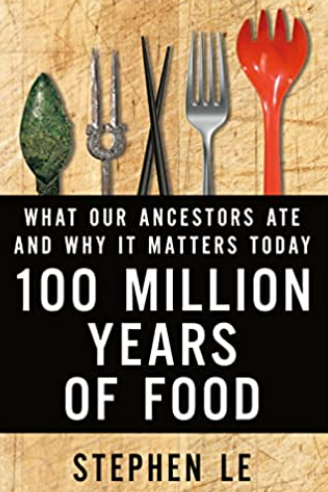 WHAT OUR ANCESTORS ATE
AND WHY IT MATTERS TODAY
100 MILLION
YEARS
OF FOOD
STEPHEN LE